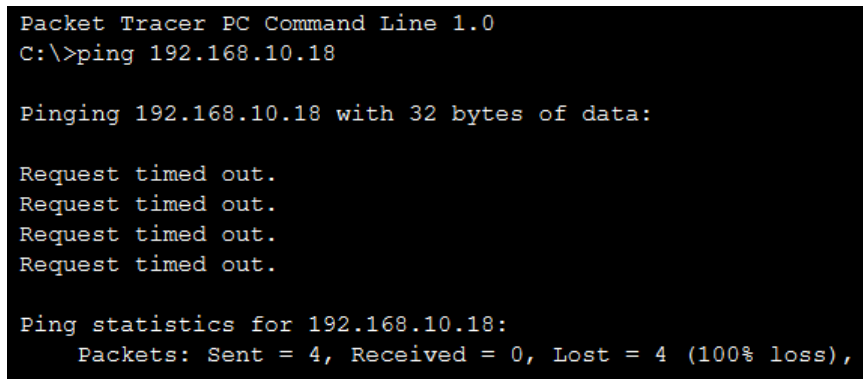 Packet Tracer PC Command Line 1.0
C:\>ping 192.168.10.18
Pinging 192.168.10.18 with 32 bytes of data:
Request timed out.
Request timed out.
Request timed out.
Request timed out.
Ping statistics for 192.168.10.18:
    Packets: Sent = 4, Received = 0, Lost = 4 (100% loss),